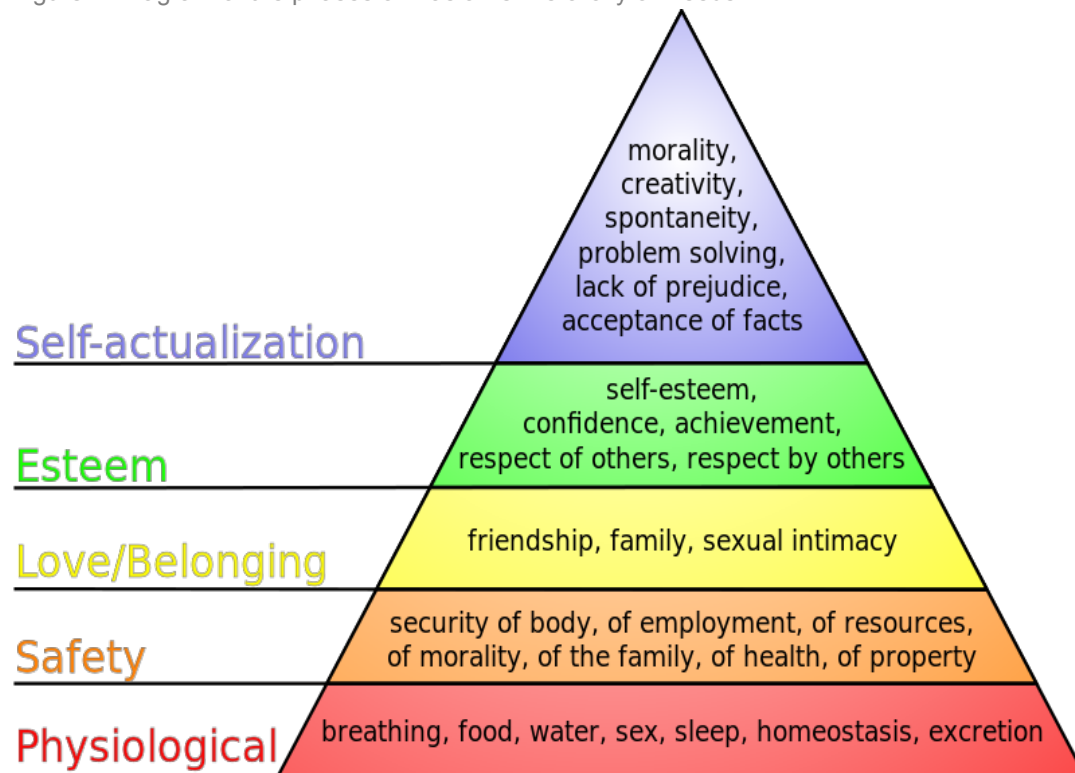 morality,
creativity,
spontaneity,
problem solving,
lack of prejudice,
acceptance of facts
Self-actualization
self-esteem,
confidence, achievement,
respect of others, respect by others
Esteem
friendship, family, sexual intimacy
Love/Belonging
security of body, of employment, of resources,
of morality, of the family, of health, of property
Safety
breathing, food, water, sex, sleep, homeostasis, excretion
Physiological